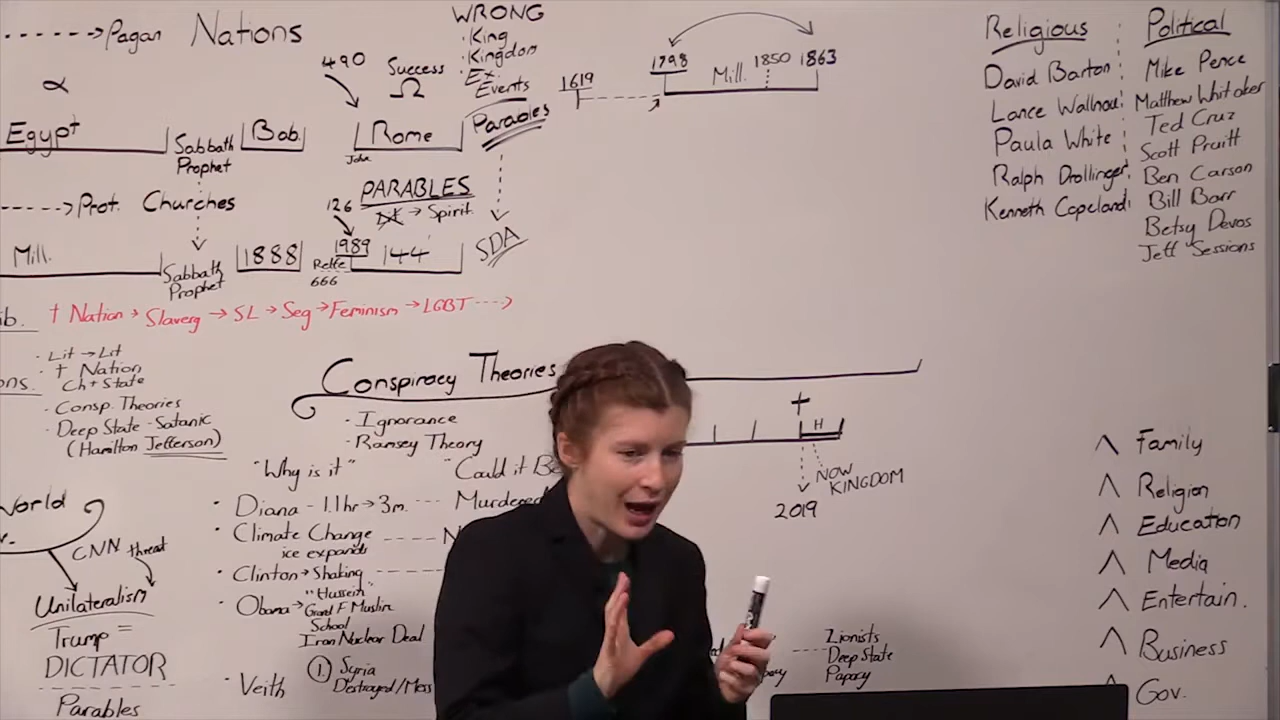 Pagan Nations
α
Egypt
Sabbath
Prophet
Bab.
490
Success
Ω
Rome
John
WRONG
· King
· Kingdom
· Ex.
Events
Parables
Prot. Churches
Mill.
Sabbath
Prophet
1888
126
1989
PARABLES
→ Spirit.
144
666
SDA
1619
1798
Mill.
1850
1863
Religious
David Barton
Paula White
Ralph Drollinger
Kenneth Copeland
Political
Mike Pence
Matthew Whitaker
Ted Cruz
Scott Pruitt
Ben Carson
Bill Barr
Betsy Devos
Jeff Sessions
† Nation → Slavery → SL → Seg → Feminism → LGBT
· Lit → Lit
· † Nation
Ch + State
· Consp. Theories
· Deep State - Satanic
(Hamilton Jefferson)
World
CNN threat
Unilateralism
Trump =
DICTATOR
Parables
Conspiracy Theories
· Ignorance
· Ramsey Theory
"Why is it"
"Could it Be
· Diana - 1.1hr → 3m.
Murdered
· Climate Change
ice expands
· Clinton → Shaking
· Obama →
"Hussein"
Grand F Muslim
School
Iron Nuclear Deal
· Veith
① Syria
Destroyed/Mass
†
H
NOW
KINGDOM
2019
Zionists
Deep State
Papacy
Λ Family
Λ Religion
Λ Education
Λ Media
Λ Entertain.
Λ Business
Λ Gov.